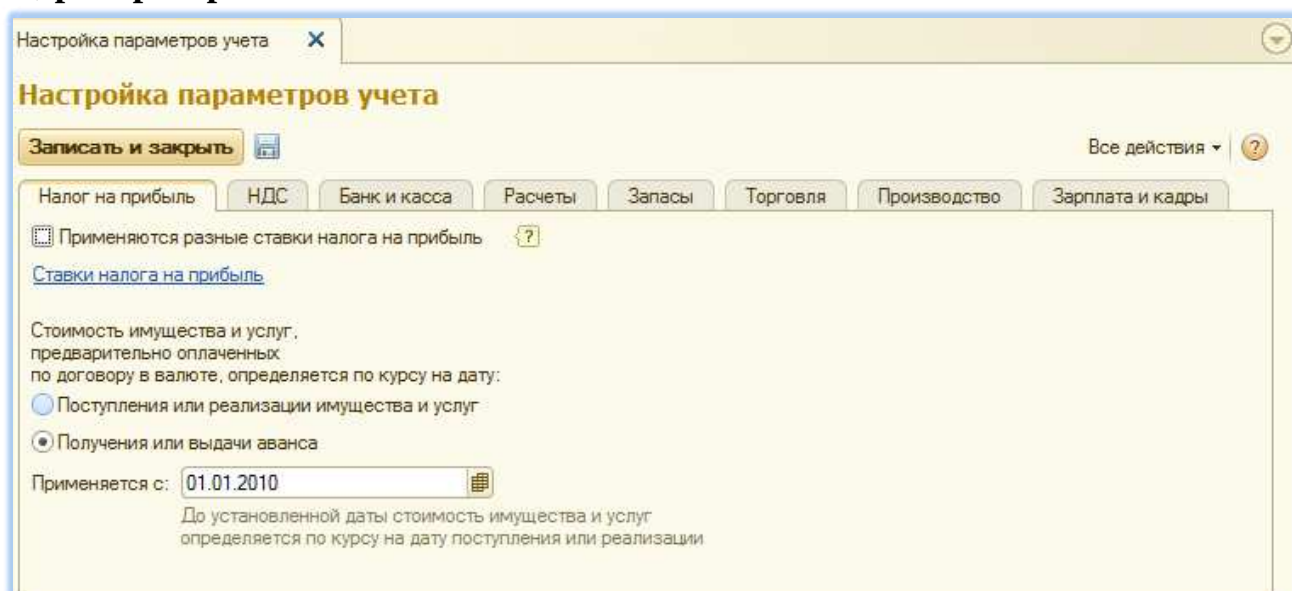 Настройка параметров учета
Настройка параметров учета
Записать и закрыть Все действия ?
Налог на прибыль НДС Банк и касса Расчеты Запасы Торговля Производство Зарплата и кадры
Применяются разные ставки налога на прибыль ?
Ставки налога на прибыль
Стоимость имущества и услуг,
предварительно оплаченных
по договору в валюте, определяется по курсу на дату:
Поступления или реализации имущества и услуг
Получения или выдачи аванса
Применяется с: 01.01.2010
До установленной даты стоимость имущества и услуг
определяется по курсу на дату поступления или реализации